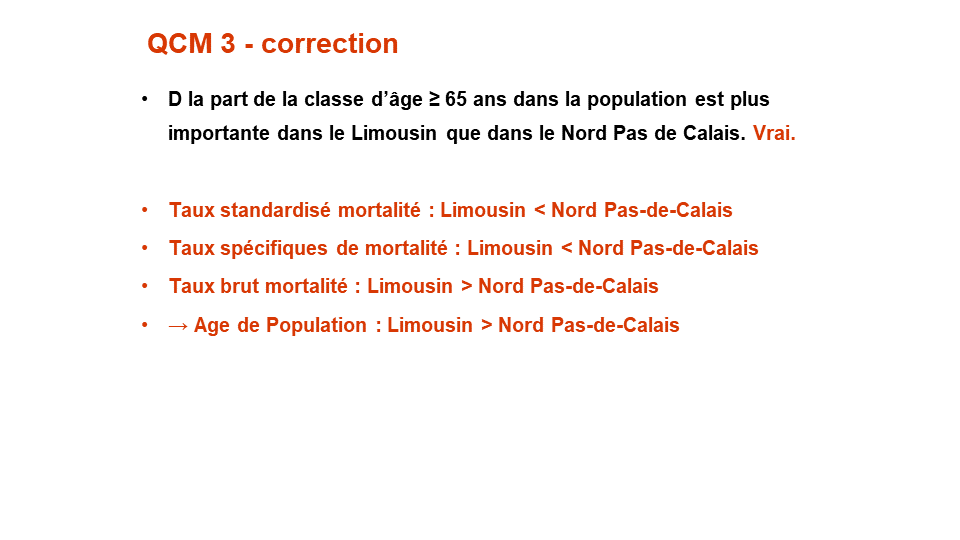 QCM 3 - correction
• D la part de la classe d’âge ≥ 65 ans dans la population est plus
importante dans le Limousin que dans le Nord Pas de Calais. Vrai.
• Taux standardisé mortalité : Limousin < Nord Pas-de-Calais
• Taux spécifiques de mortalité : Limousin < Nord Pas-de-Calais
• Taux brut mortalité : Limousin > Nord Pas-de-Calais
• → Age de Population : Limousin > Nord Pas-de-Calais